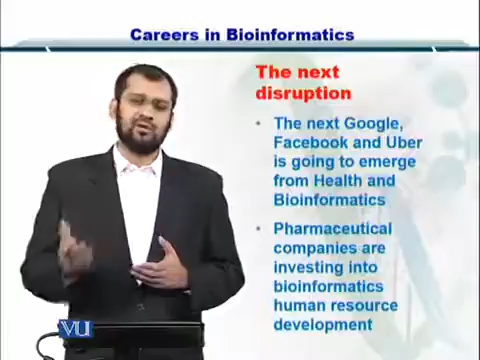 Careers in Bioinformatics
The next
disruption
• The next Google,
Facebook and Uber
is going to emerge
from Health and
Bioinformatics
• Pharmaceutical
companies are
investing into
bioinformatics
human resource
development
VU